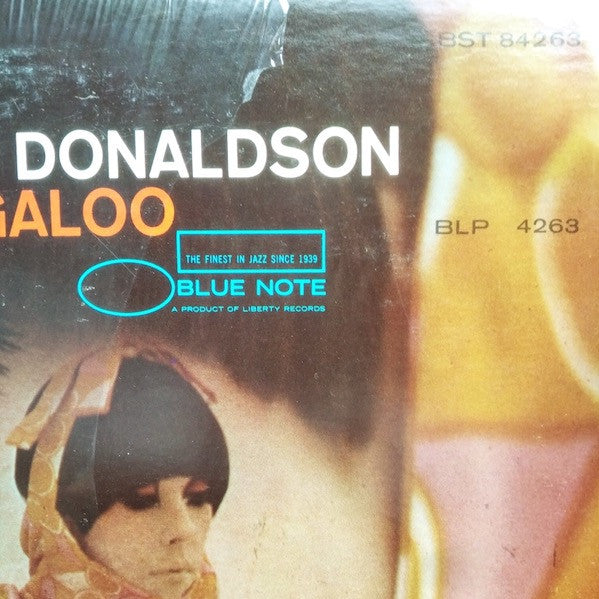 BST 84263
DONALDSON
GALOO
BLP 4263
THE FINEST IN JAZZ SINCE 1939
BLUE NOTE
A PRODUCT OF LIBERTY RECORDS